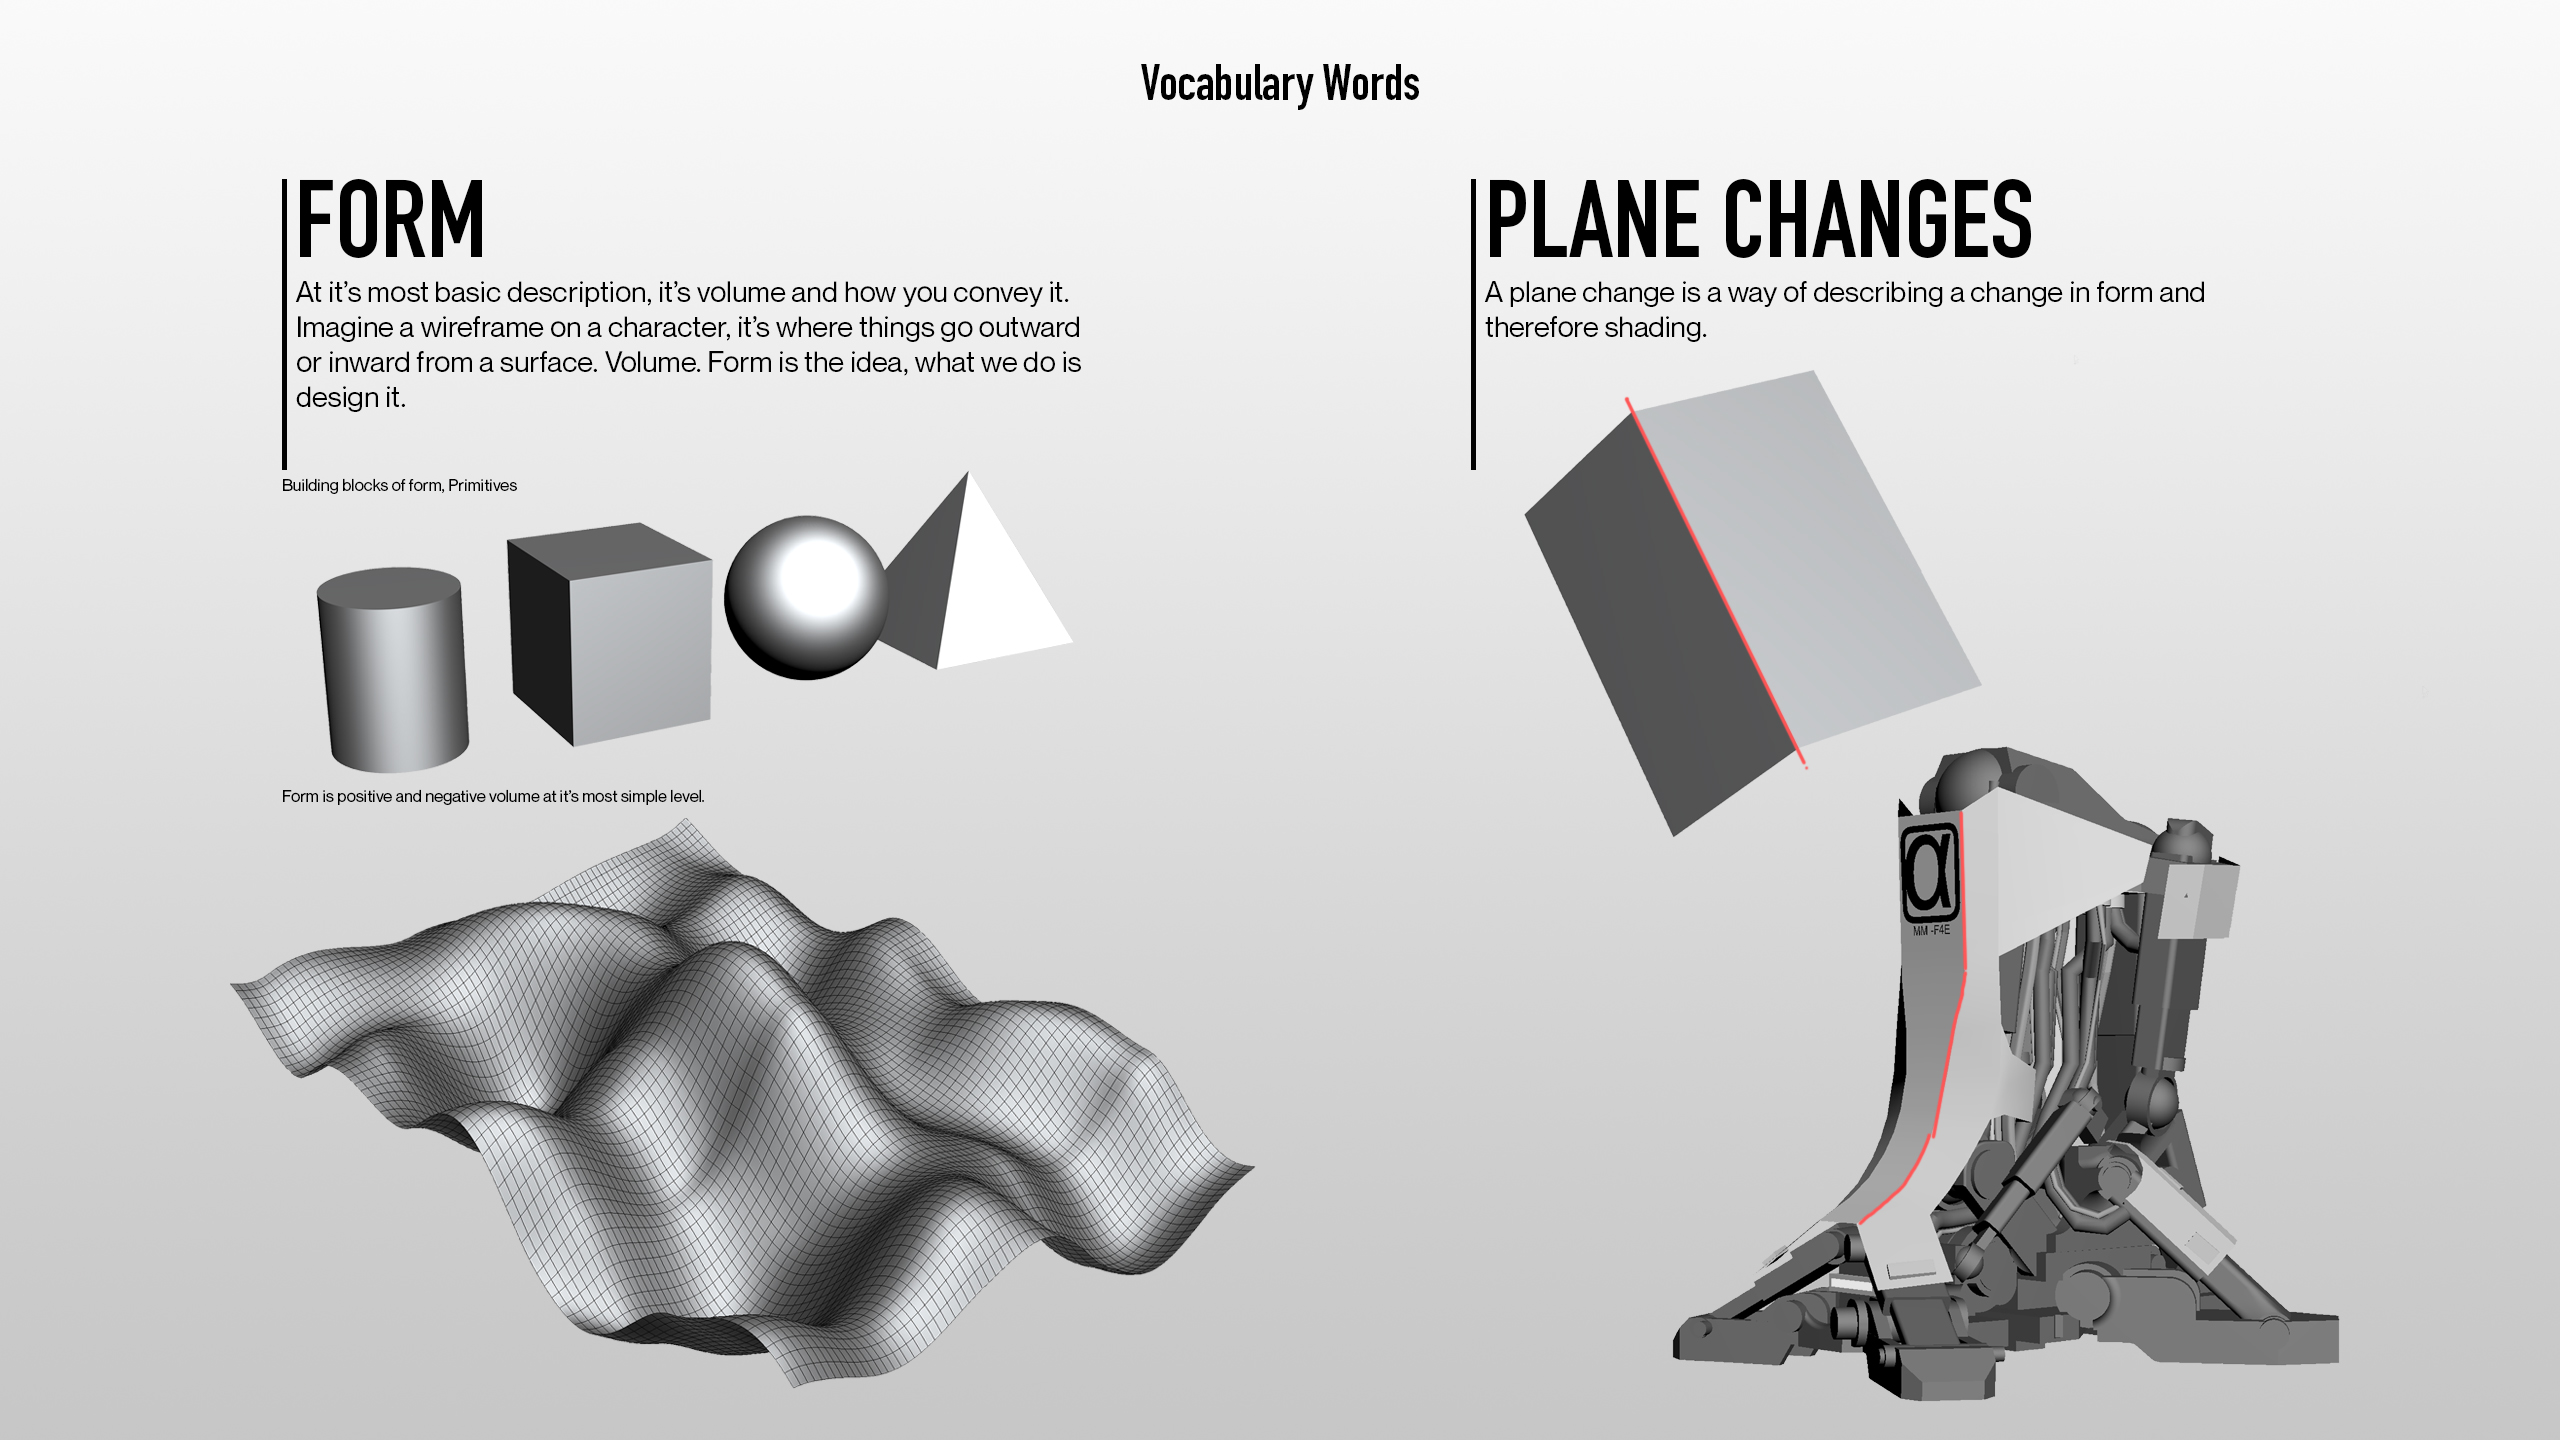 Vocabulary Words
FORM
At it’s most basic description, it’s volume and how you convey it.
Imagine a wireframe on a character, it’s where things go outward
or inward from a surface. Volume. Form is the idea, what we do is
design it.
Building blocks of form, Primitives
Form is positive and negative volume at it’s most simple level.
PLANE CHANGES
A plane change is a way of describing a change in form and
therefore shading.
α
MM -F4E